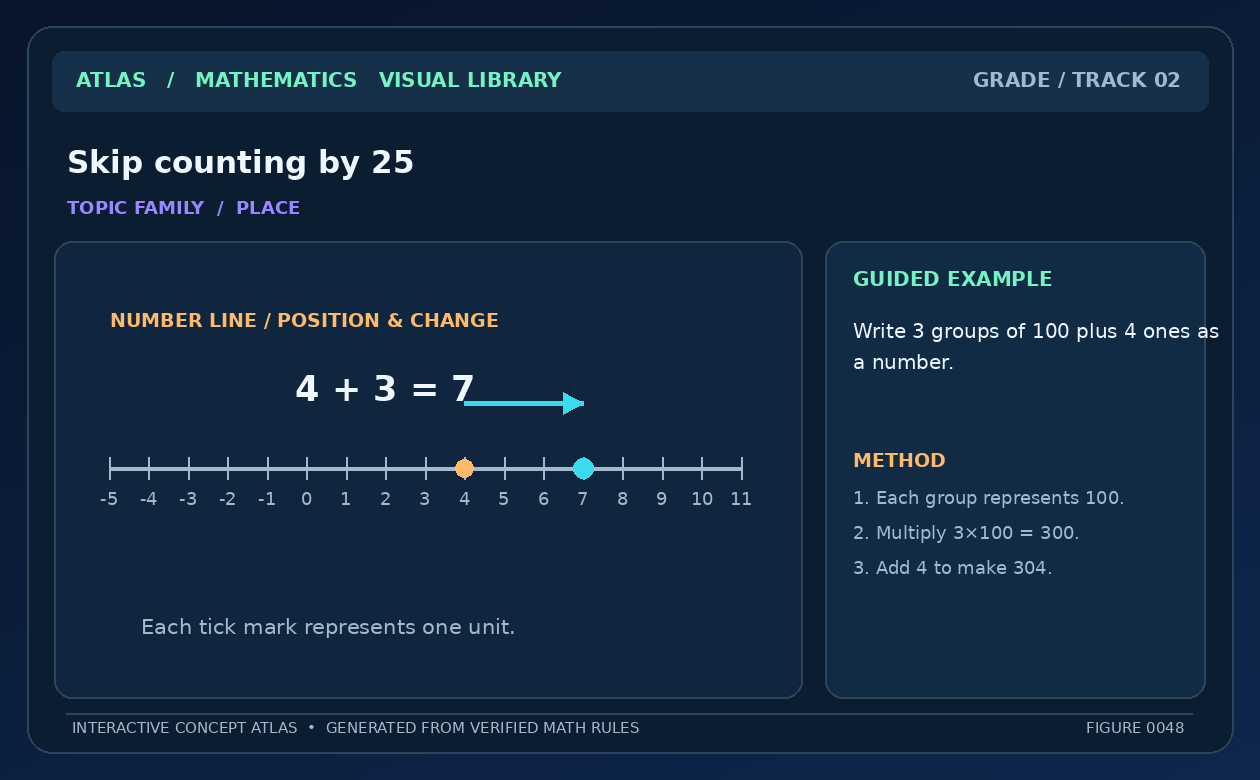 ATLAS / MATHEMATICS VISUAL LIBRARY
GRADE / TRACK 02
Skip counting by 25
TOPIC FAMILY / PLACE
NUMBER LINE / POSITION & CHANGE
4 + 3 = 7
-5 -4 -3 -2 -1 0 1 2 3 4 5 6 7 8 9 10 11
Each tick mark represents one unit.
GUIDED EXAMPLE
Write 3 groups of 100 plus 4 ones as
a number.
METHOD
1. Each group represents 100.
2. Multiply 3×100 = 300.
3. Add 4 to make 304.
INTERACTIVE CONCEPT ATLAS • GENERATED FROM VERIFIED MATH RULES
FIGURE 0048